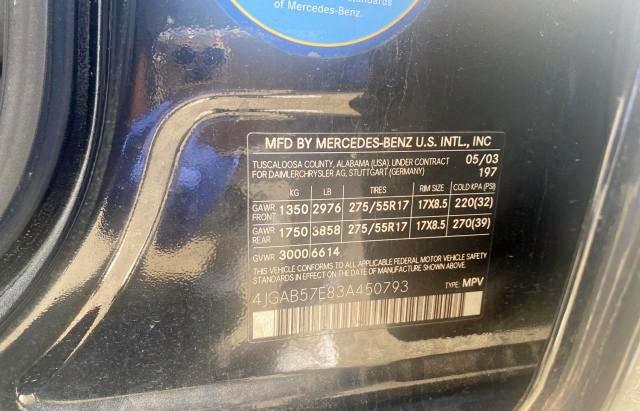 of Mercedes-Benz.
MFD BY MERCEDES-BENZ U.S. INTL., INC
TUSCALOOSA COUNTY, ALABAMA (USA). UNDER CONTRACT 05/03
FOR DAIMLERCHRYSLER AG, STUTTGART (GERMANY) 197
KG LB TIRES RIM SIZE COLD KPA (PSI)
GAWR FRONT 1350 2976 275/55R17 17X8.5 220(32)
GAWR REAR 1750 3858 275/55R17 17X8.5 270(39)
GVWR 3000 6614
THIS VEHICLE CONFORMS TO ALL APPLICABLE FEDERAL MOTOR VEHICLE SAFETY
STANDARDS IN EFFECT ON THE DATE OF MANUFACTURE SHOWN ABOVE.
4JGAB57E83A450793 TYPE: MPV